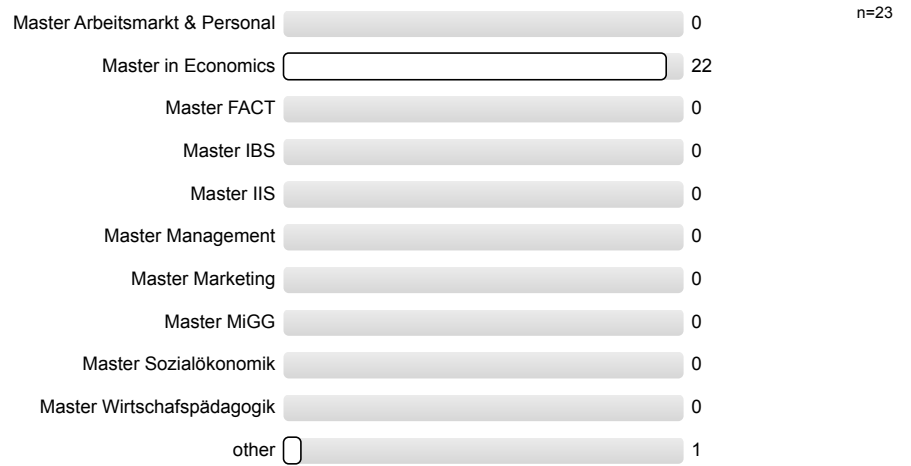 n=23
Master Arbeitsmarkt & Personal 0
Master in Economics 22
Master FACT 0
Master IBS 0
Master IIS 0
Master Management 0
Master Marketing 0
Master MiGG 0
Master Sozialökonomik 0
Master Wirtschafspädagogik 0
other 1